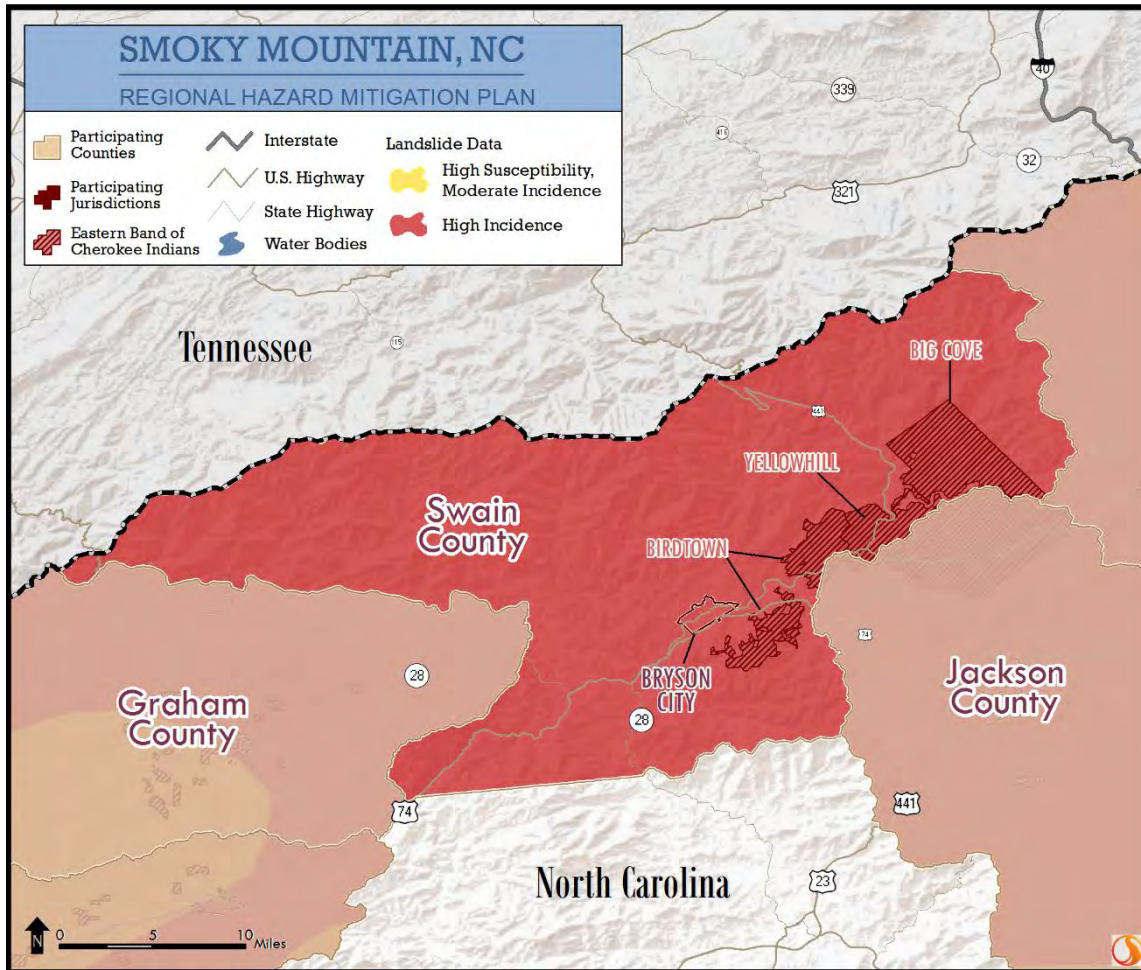 SMOKY MOUNTAIN, NC
REGIONAL HAZARD MITIGATION PLAN
Participating
Counties
Participating
Jurisdictions
Eastern Band of
Cherokee Indians
Interstate
U.S. Highway
State Highway
Water Bodies
Landslide Data
High Susceptibility,
Moderate Incidence
High Incidence
40
339
416
32
321
Tennessee
115
BIG COVE
441
YELLOWHILL
Swain
County
BIRDTOWN
74
BRYSON
CITY
28
Jackson
County
Graham
County
28
74
441
North Carolina
23
N
0
5
10
Miles